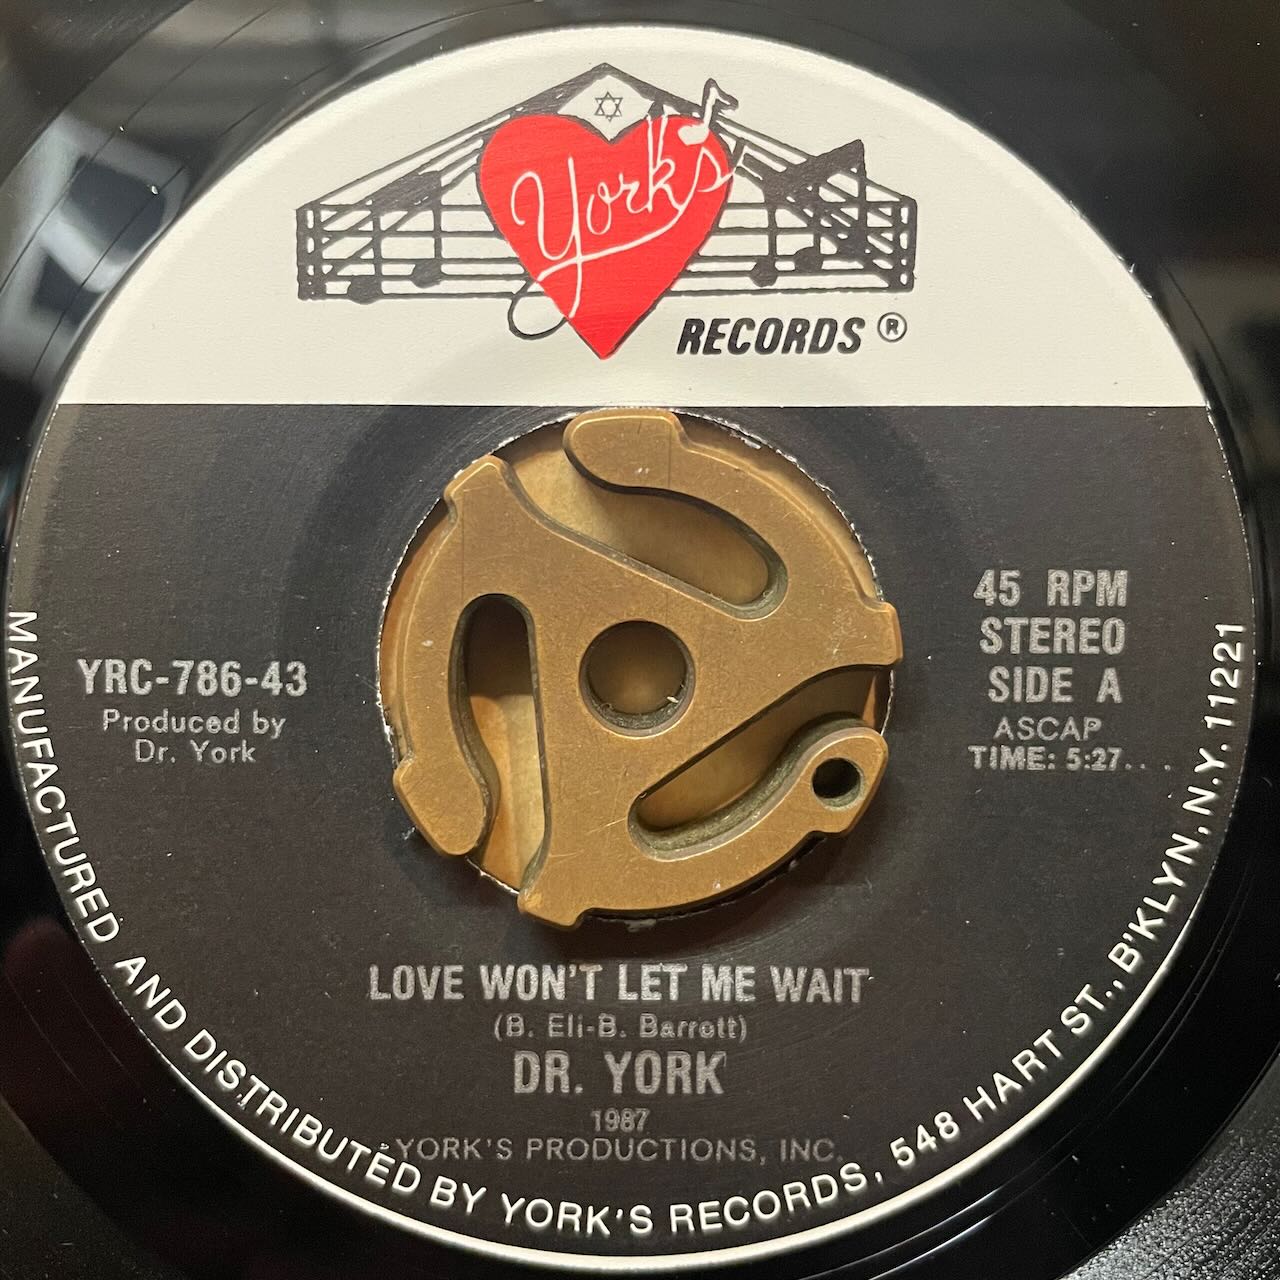 York's
RECORDS ®
45 RPM
STEREO
SIDE A
ASCAP
TIME: 5:27...
YRC-786-43
Produced by
Dr. York
LOVE WON'T LET ME WAIT
(B. Eli-B. Barrett)
DR. YORK
1987
YORK'S PRODUCTIONS, INC.
MANUFACTURED AND DISTRIBUTED BY YORK'S RECORDS, 548 HART ST., B'KLYN, N.Y. 11221